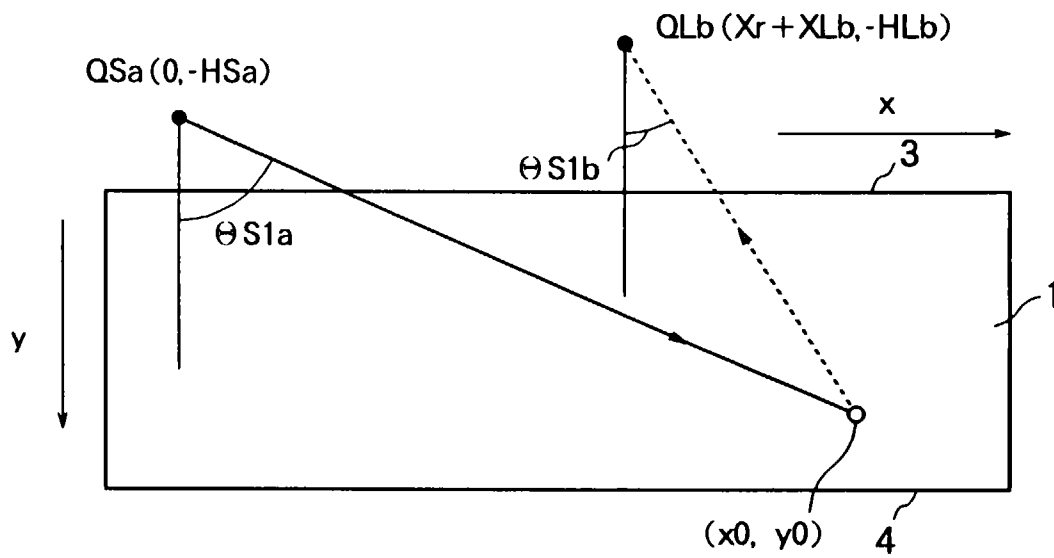 QLb(Xr+XLb,-HLb)
QSa(0,-HSa)
x
3
ΘS1b
ΘS1a
1
y
(x0, y0)
4